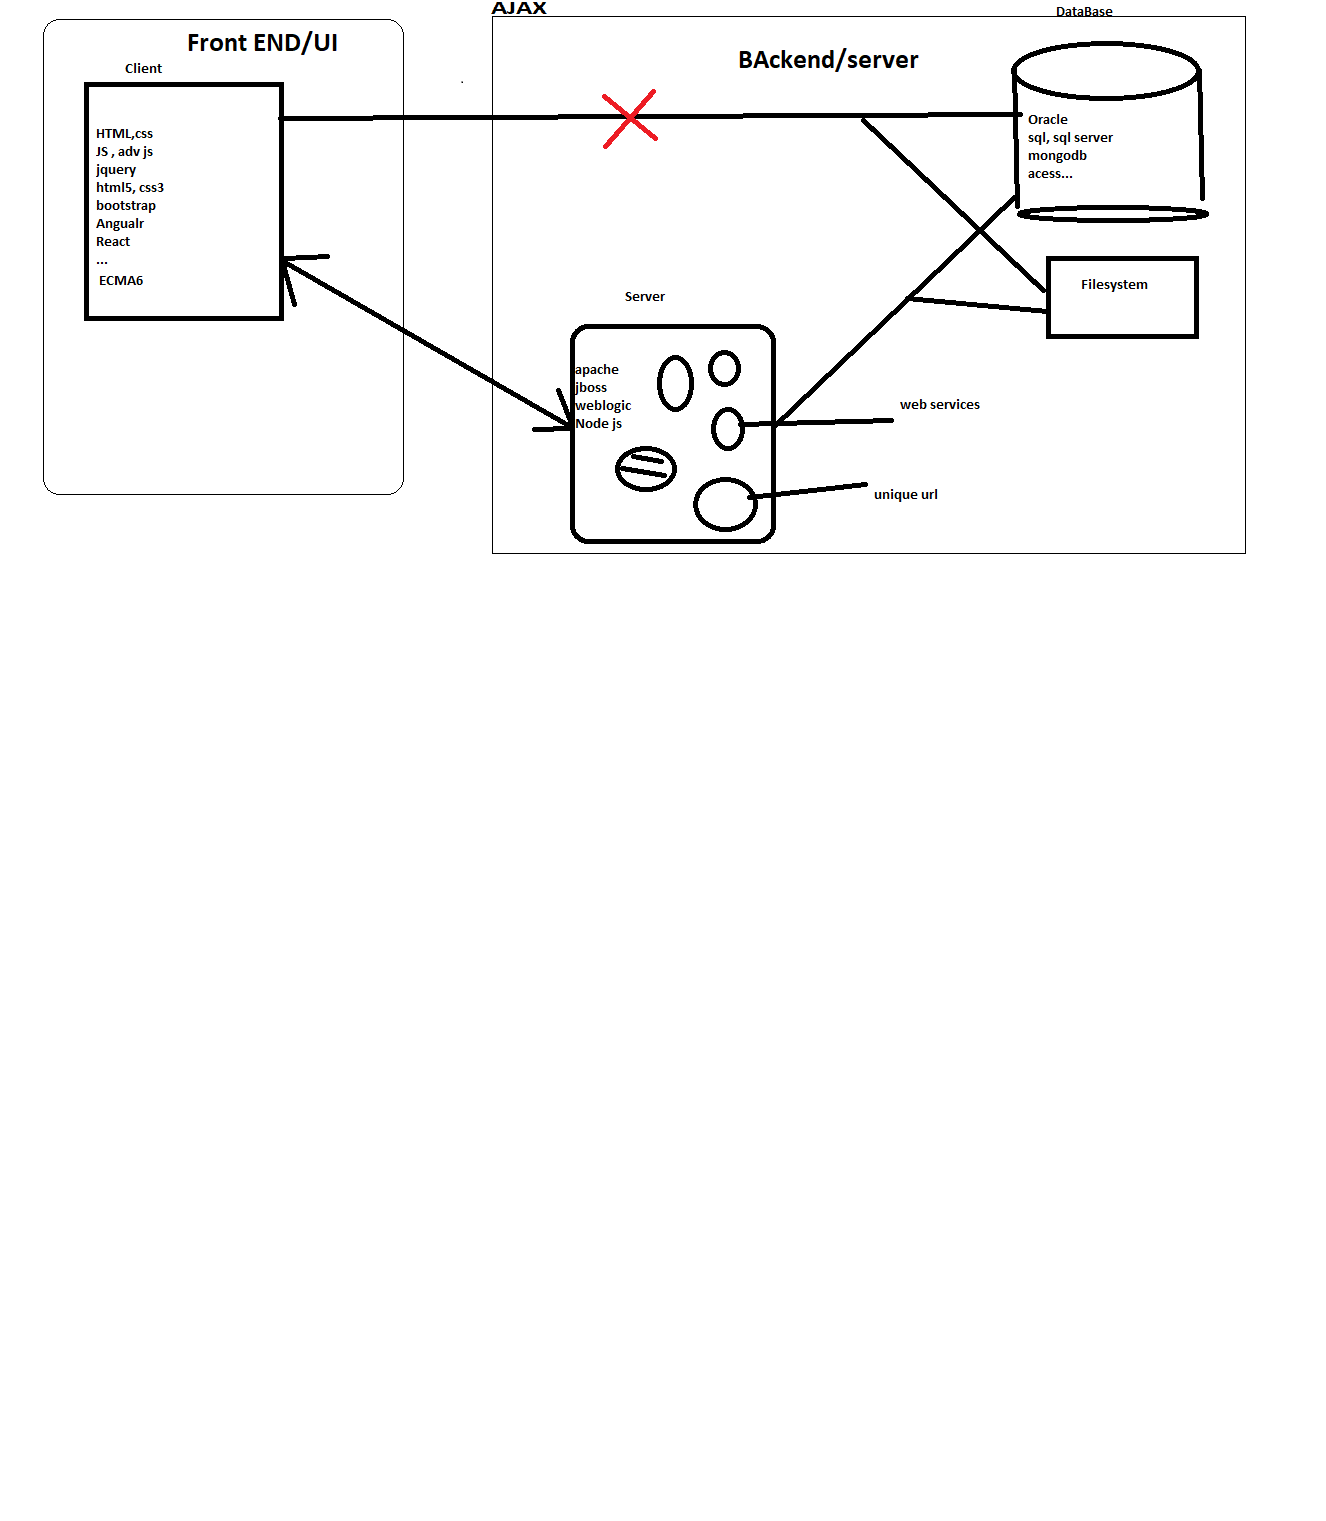 AJAX
DataBase
Front END/UI
BAckend/server
Client
HTML,css
JS , adv js
jquery
html5, css3
bootstrap
Angualr
React
...
ECMA6
Oracle
sql, sql server
mongodb
acess...
Filesystem
Server
apache
jboss
weblogic
Node js
web services
unique url